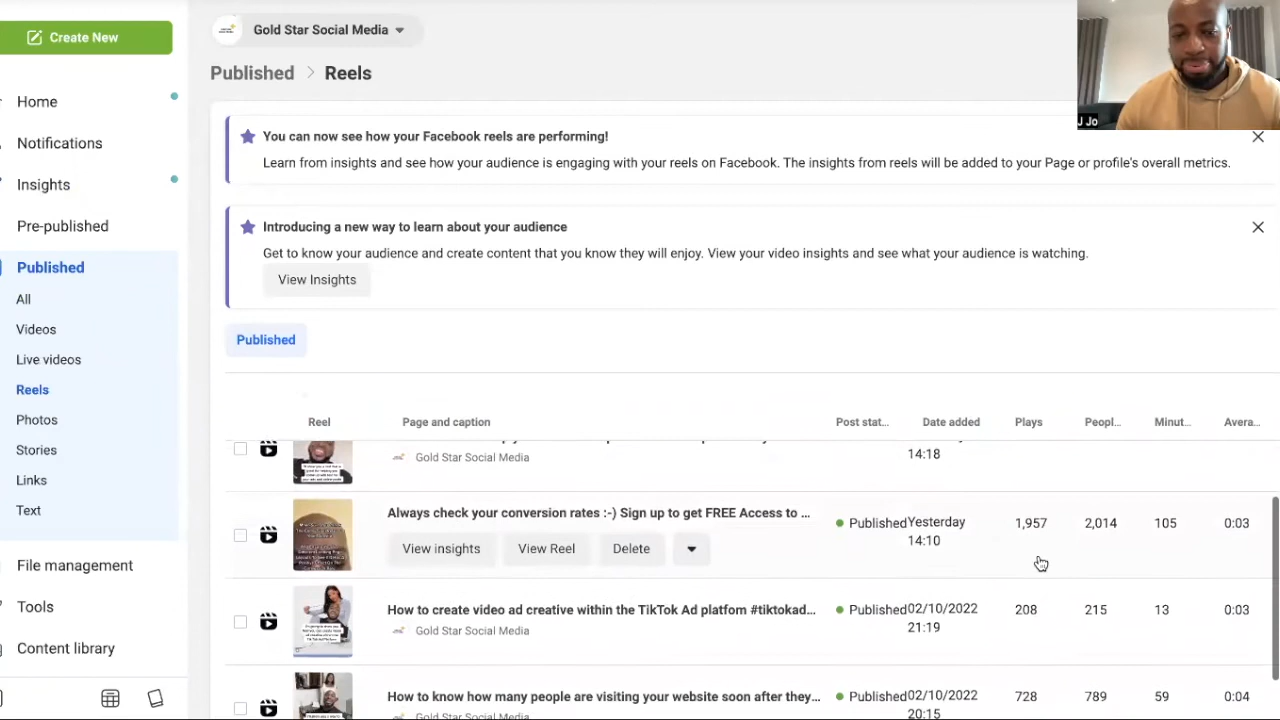 Create New
Gold Star Social Media
Published > Reels
J Jo
Home
Notifications
Insights
Pre-published
Published
All
Videos
Live videos
Reels
Photos
Stories
Links
Text
File management
Tools
Content library
You can now see how your Facebook reels are performing!
Learn from insights and see how your audience is engaging with your reels on Facebook. The insights from reels will be added to your Page or profile's overall metrics.
Introducing a new way to learn about your audience
Get to know your audience and create content that you know they will enjoy. View your video insights and see what your audience is watching.
View Insights
Published
Reel Page and caption Post stat... Date added Plays Peopl... Minut... Avera...
Gold Star Social Media 14:18
Always check your conversion rates :-) Sign up to get FREE Access to ...
Published Yesterday 1,957 2,014 105 0:03
14:10
View insights View Reel Delete
How to create video ad creative within the TikTok Ad platfom #tiktokad...
Published 02/10/2022 208 215 13 0:03
21:19
Gold Star Social Media
How to know how many people are visiting your website soon after they...
Published 02/10/2022 728 789 59 0:04
20:15
Gold Star Social Media